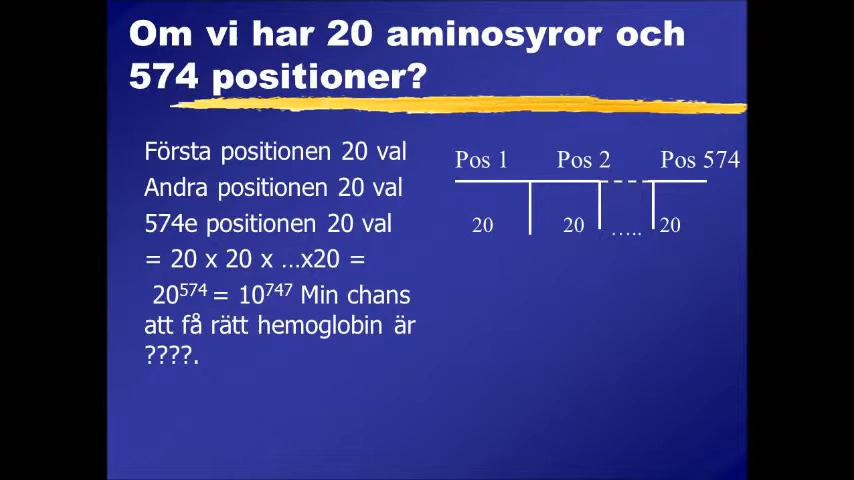 Om vi har 20 aminosyror och
574 positioner?
Första positionen 20 val
Andra positionen 20 val
574e positionen 20 val
= 20 x 20 x …x20 =
20⁵⁷⁴ = 10⁷⁴⁷ Min chans
att få rätt hemoglobin är
????.
Pos 1 Pos 2 Pos 574
20 20 ….. 20